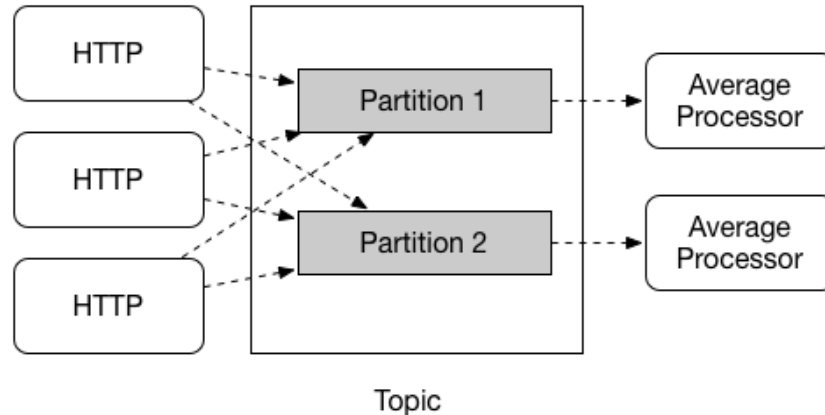 HTTP
HTTP
HTTP
Partition 1
Partition 2
Average
Processor
Average
Processor
Topic